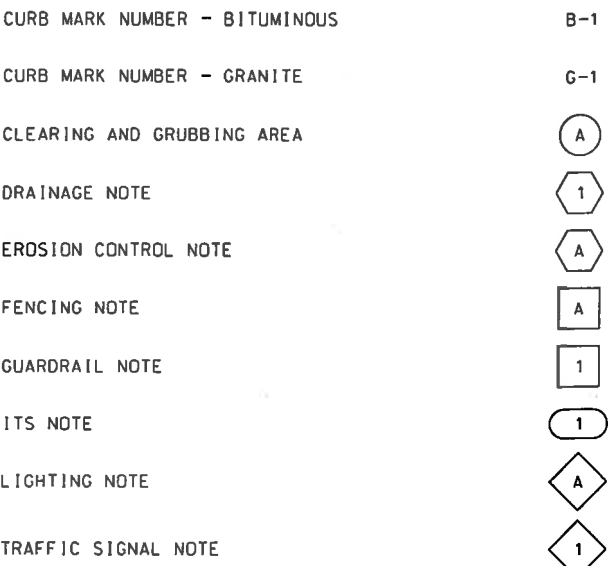 CURB MARK NUMBER - BITUMINOUS B-1
CURB MARK NUMBER - GRANITE G-1
CLEARING AND GRUBBING AREA A
DRAINAGE NOTE 1
EROSION CONTROL NOTE A
FENCING NOTE A
GUARDRAIL NOTE 1
ITS NOTE 1
LIGHTING NOTE A
TRAFFIC SIGNAL NOTE 1